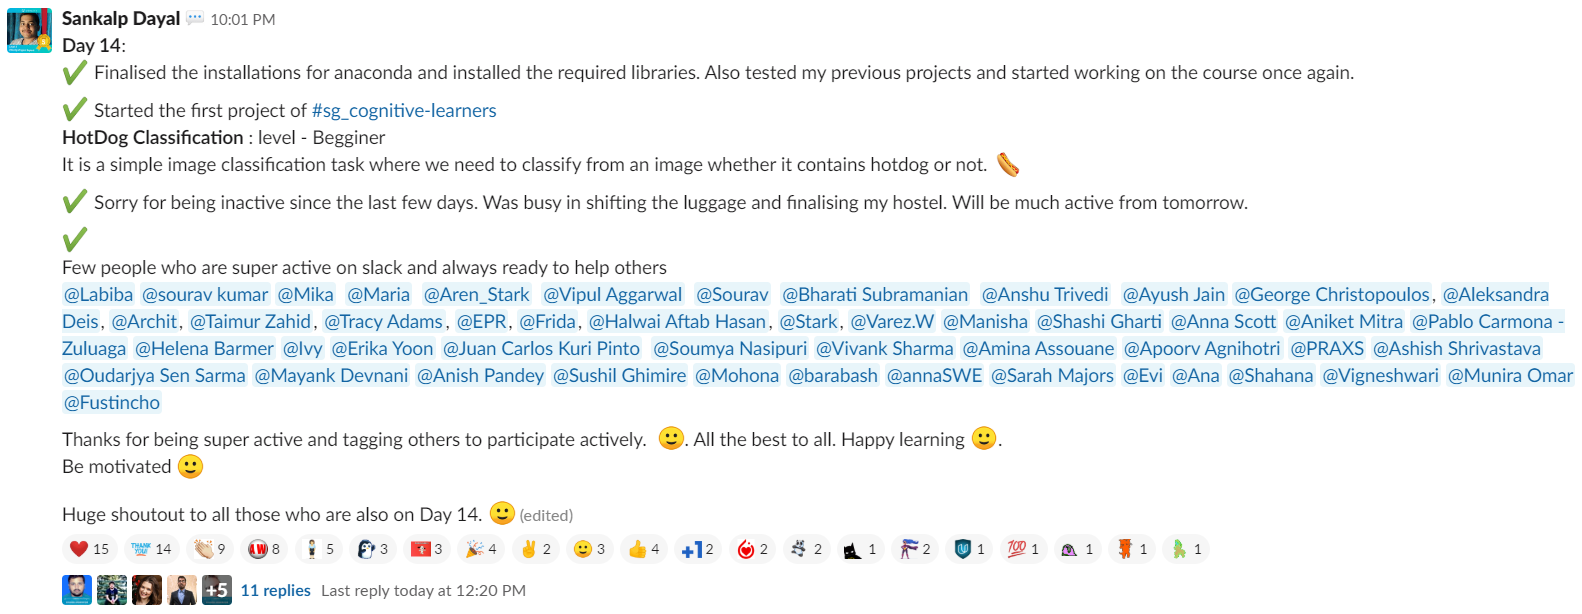 Sankalp Dayal 10:01 PM
Day 14:
Finalised the installations for anaconda and installed the required libraries. Also tested my previous projects and started working on the course once again.
Started the first project of #sg_cognitive-learners
HotDog Classification : level - Begginer
It is a simple image classification task where we need to classify from an image whether it contains hotdog or not.
Sorry for being inactive since the last few days. Was busy in shifting the luggage and finalising my hostel. Will be much active from tomorrow.
Few people who are super active on slack and always ready to help others
@Labiba @sourav kumar @Mika @Maria @Aren_Stark @Vipul Aggarwal @Sourav @Bharati Subramanian @Anshu Trivedi @Ayush Jain @George Christopoulos, @Aleksandra
Deis, @Archit, @Taimur Zahid, @Tracy Adams, @EPR, @Frida, @Halwai Aftab Hasan, @Stark, @Varez.W @Manisha @Shashi Gharti @Anna Scott @Aniket Mitra @Pablo Carmona -
Zuluaga @Helena Barmer @Ivy @Erika Yoon @Juan Carlos Kuri Pinto @Soumya Nasipuri @Vivank Sharma @Amina Assouane @Apoorv Agnihotri @PRAXS @Ashish Shrivastava
@Oudarjya Sen Sarma @Mayank Devnani @Anish Pandey @Sushil Ghimire @Mohona @barabash @annaSWE @Sarah Majors @Evi @Ana @Shahana @Vigneshwari @Munira Omar
@Fustincho
Thanks for being super active and tagging others to participate actively. . All the best to all. Happy learning .
Be motivated
Huge shoutout to all those who are also on Day 14. (edited)
15 THANK YOU 14 9 AW 8 5 3 3 4 2 3 4 +1 2 2 2 1 2 1 100 1 1 1 1
+5 11 replies Last reply today at 12:20 PM